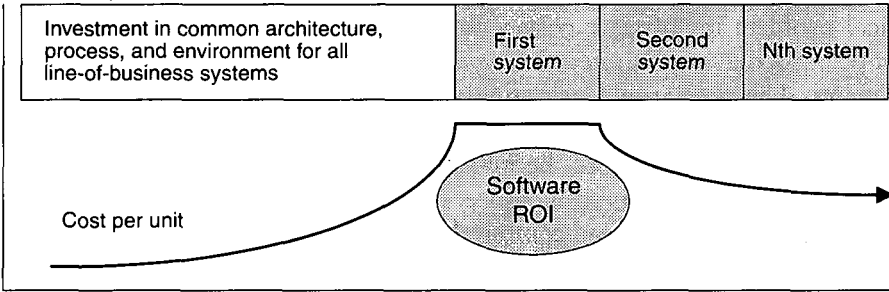 Investment in common architecture,
process, and environment for all
line-of-business systems
First
system
Second
system
Nth system
Cost per unit
Software
ROI